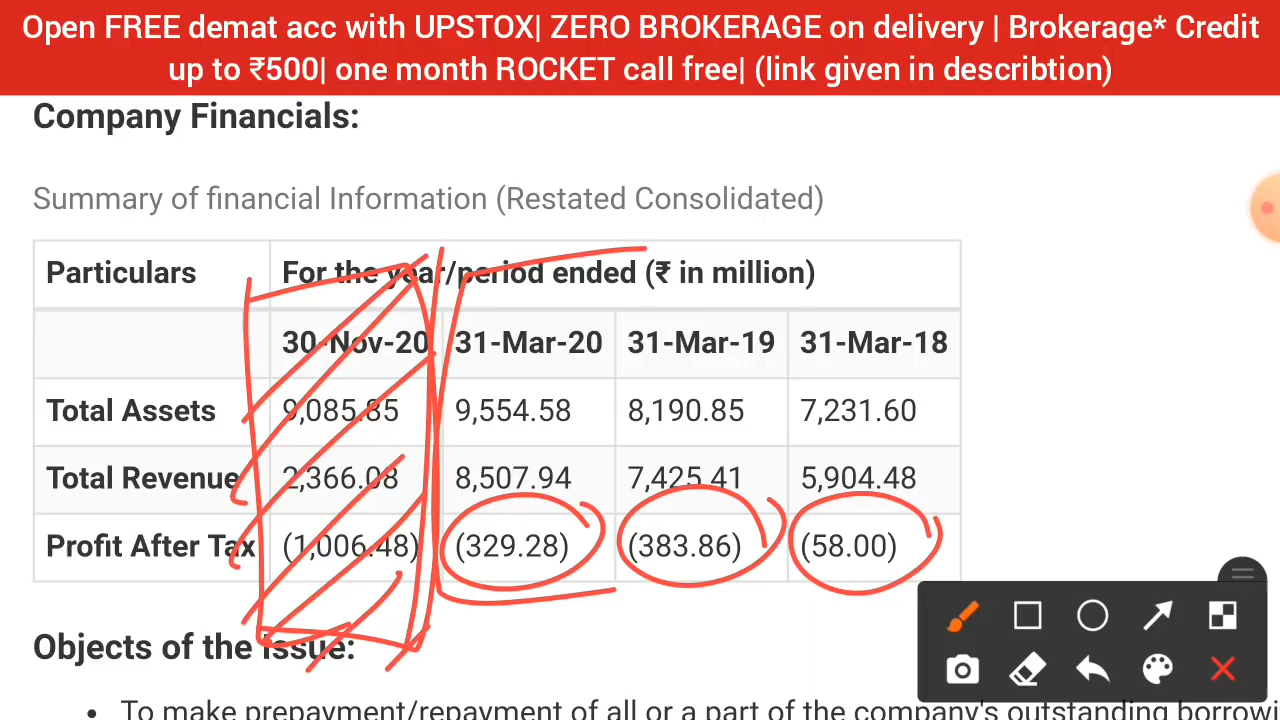 Open FREE demat acc with UPSTOX| ZERO BROKERAGE on delivery | Brokerage* Credit
up to ₹500| one month ROCKET call free| (link given in describtion)
Company Financials:
Summary of financial Information (Restated Consolidated)
Particulars For the year/period ended (₹ in million)
30-Nov-20 31-Mar-20 31-Mar-19 31-Mar-18
Total Assets 9,085.85 9,554.58 8,190.85 7,231.60
Total Revenue 2,366.08 8,507.94 7,425.41 5,904.48
Profit After Tax (1,006.48) (329.28) (383.86) (58.00)
Objects of the Issue:
• To make prepayment/repayment of all or a part of the company's outstanding borrowi